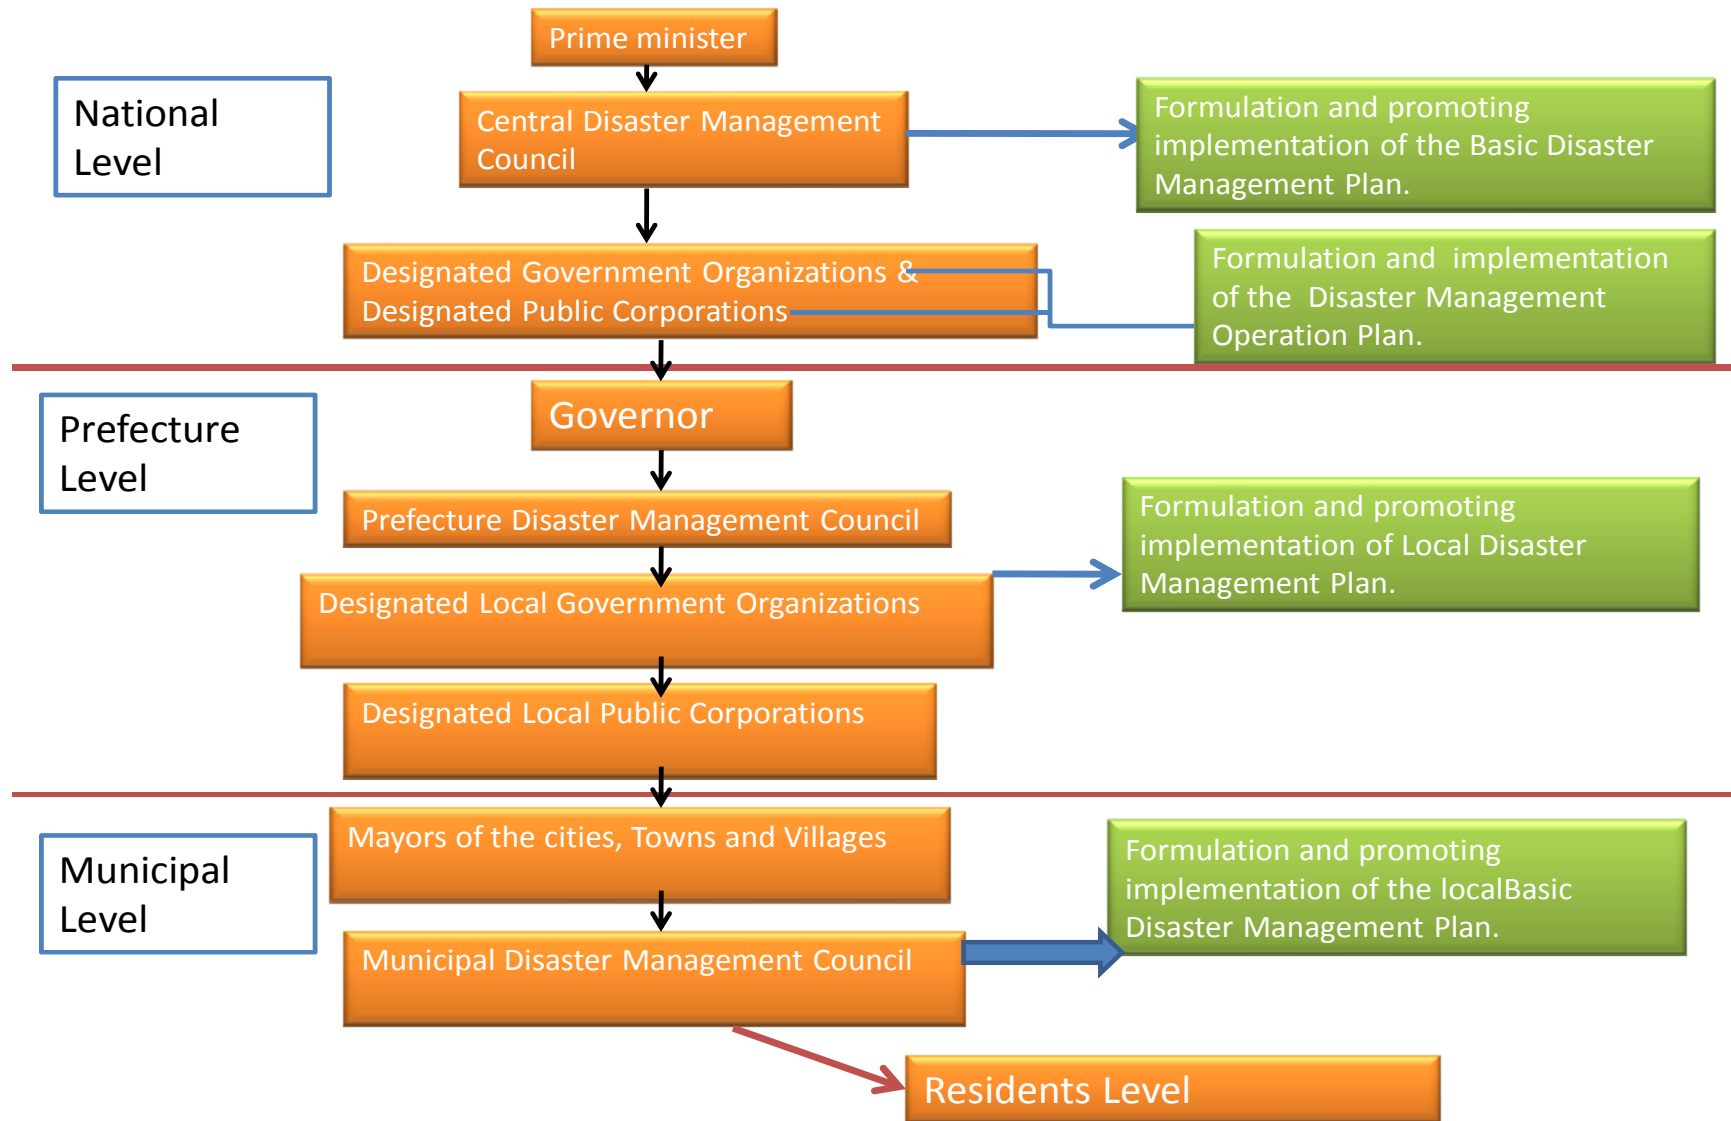 Prime minister
National
Level
Central Disaster Management
Council
Formulation and promoting
implementation of the Basic Disaster
Management Plan.
Designated Government Organizations &
Designated Public Corporations
Formulation and  implementation
of the  Disaster Management
Operation Plan.
Prefecture
Level
Governor
Prefecture Disaster Management Council
Designated Local Government Organizations
Formulation and promoting
implementation of Local Disaster
Management Plan.
Designated Local Public Corporations
Municipal
Level
Mayors of the cities, Towns and Villages
Municipal Disaster Management Council
Formulation and promoting
implementation of the localBasic
Disaster Management Plan.
Residents Level